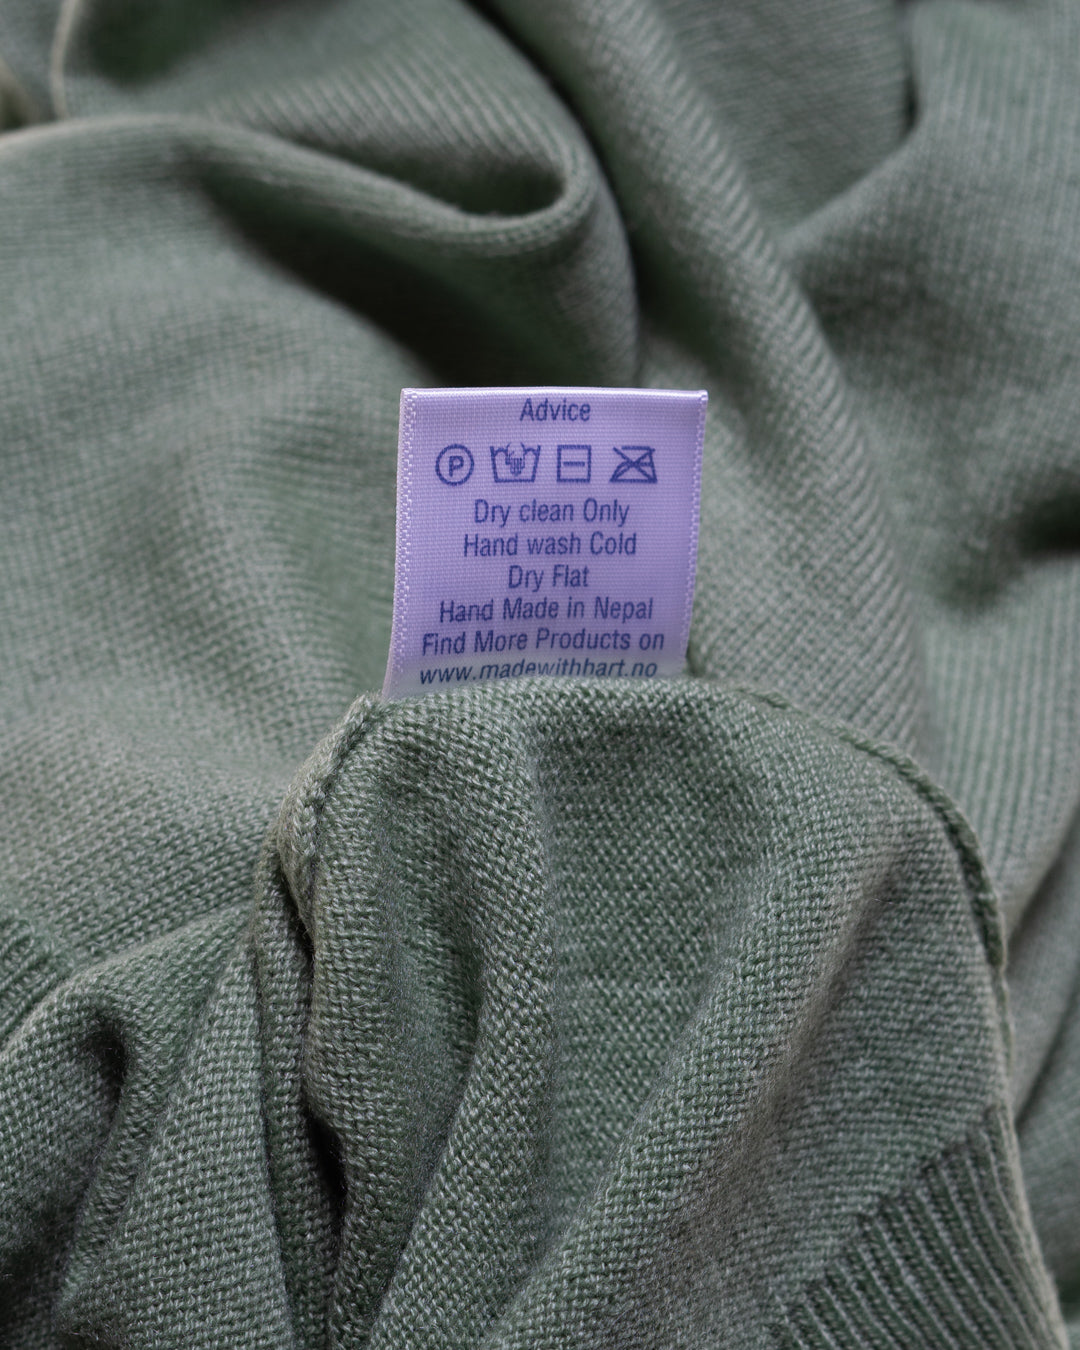 Advice
P
Dry clean Only
Hand wash Cold
Dry Flat
Hand Made in Nepal
Find More Products on
www.madewithhart.no